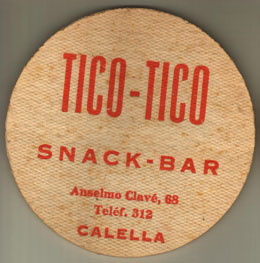 TICO-TICO
SNACK-BAR
Anselmo Clavé, 68
Teléf. 312
CALELLA